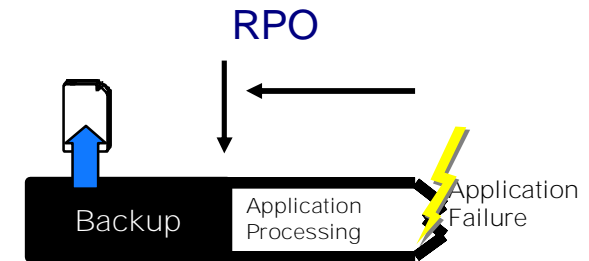 RPO
Backup
Application
Processing
Application
Failure